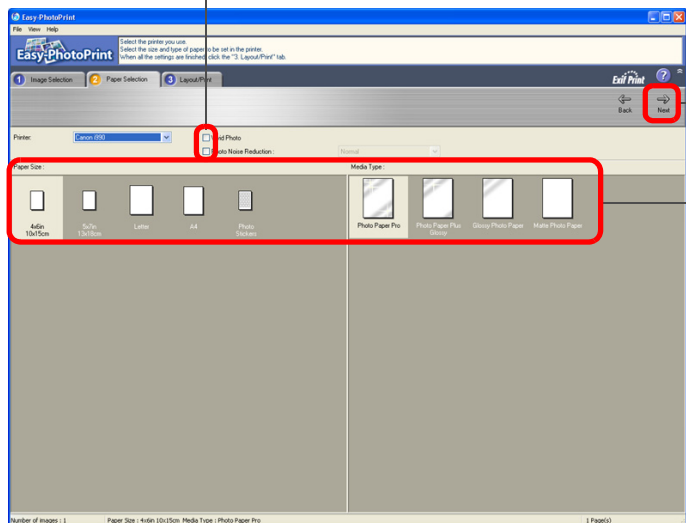 Easy-PhotoPrint
File View Help
Easy-PhotoPrint
Select the printer you use.
Select the size and type of paper to be set in the printer.
When all the settings are finished, click the "3. Layout/Print" tab.
1 Image Selection 2 Paper Selection 3 Layout/Print
Exif Print ?
Back Next
Printer: Canon i990 Vivid Photo
Photo Noise Reduction : Normal
Paper Size : Media Type :
4x6in
10x15cm
5x7in
13x18cm
Letter
A4
Photo
Stickers
Photo Paper Pro
Photo Paper Plus
Glossy
Glossy Photo Paper
Matte Photo Paper
Number of images : 1 Paper Size : 4x6in 10x15cm Media Type : Photo Paper Pro 1 Page(s)